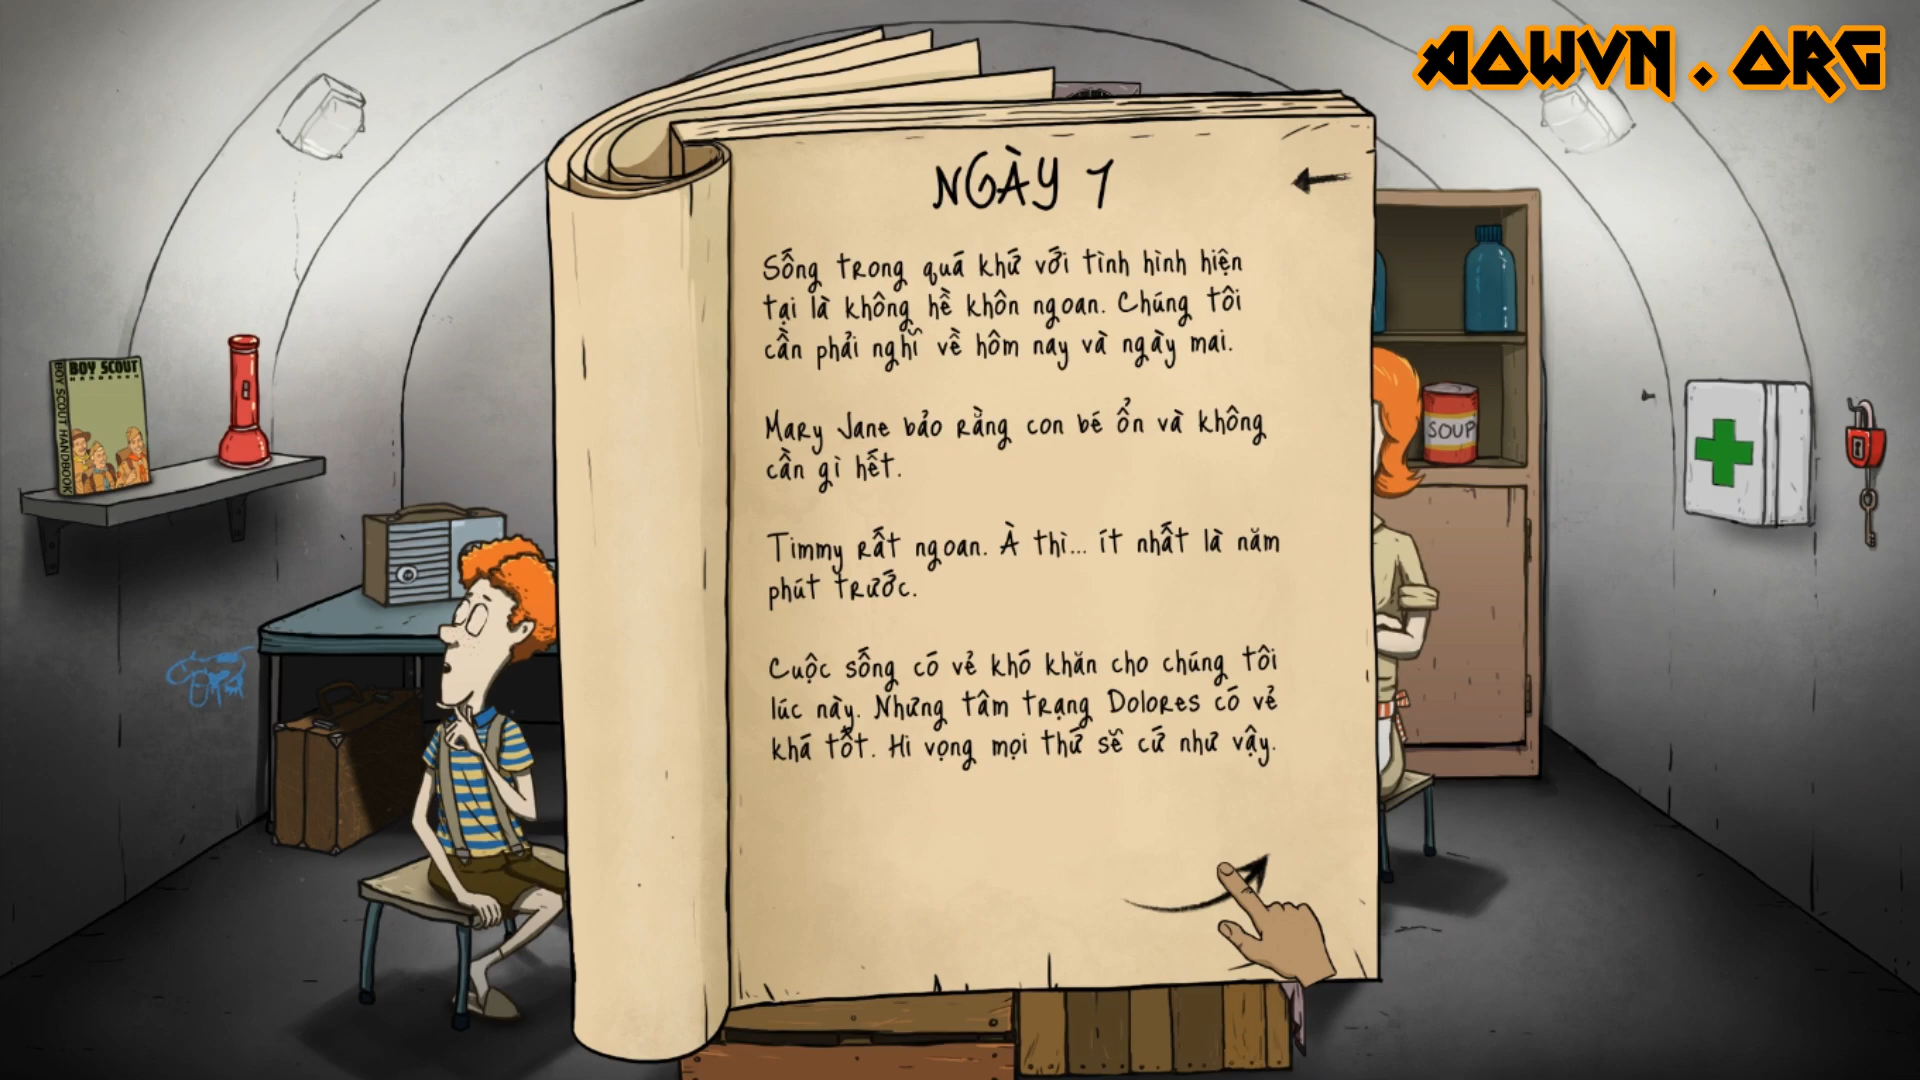 AOWVN.ORG
NGÀY 1
Sống trong quá khứ với tình hình hiện
tại là không hề khôn ngoan. Chúng tôi
cần phải nghĩ về hôm nay và ngày mai.
Mary Jane bảo rằng con bé ổn và không
cần gì hết.
Timmy rất ngoan. À thì... ít nhất là năm
phút trước.
Cuộc sống có vẻ khó khăn cho chúng tôi
lúc này. Nhưng tâm trạng Dolores có vẻ
khá tốt. Hi vọng mọi thứ sẽ cứ như vậy.
BOY SCOUT
HANDBOOK
BOY SCOUT HANDBOOK
SOUP